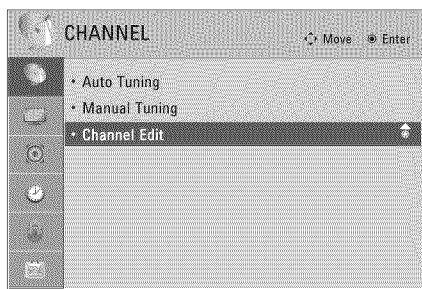 CHANNEL
Move Enter
• Auto Tuning
• Manual Tuning
• Channel Edit